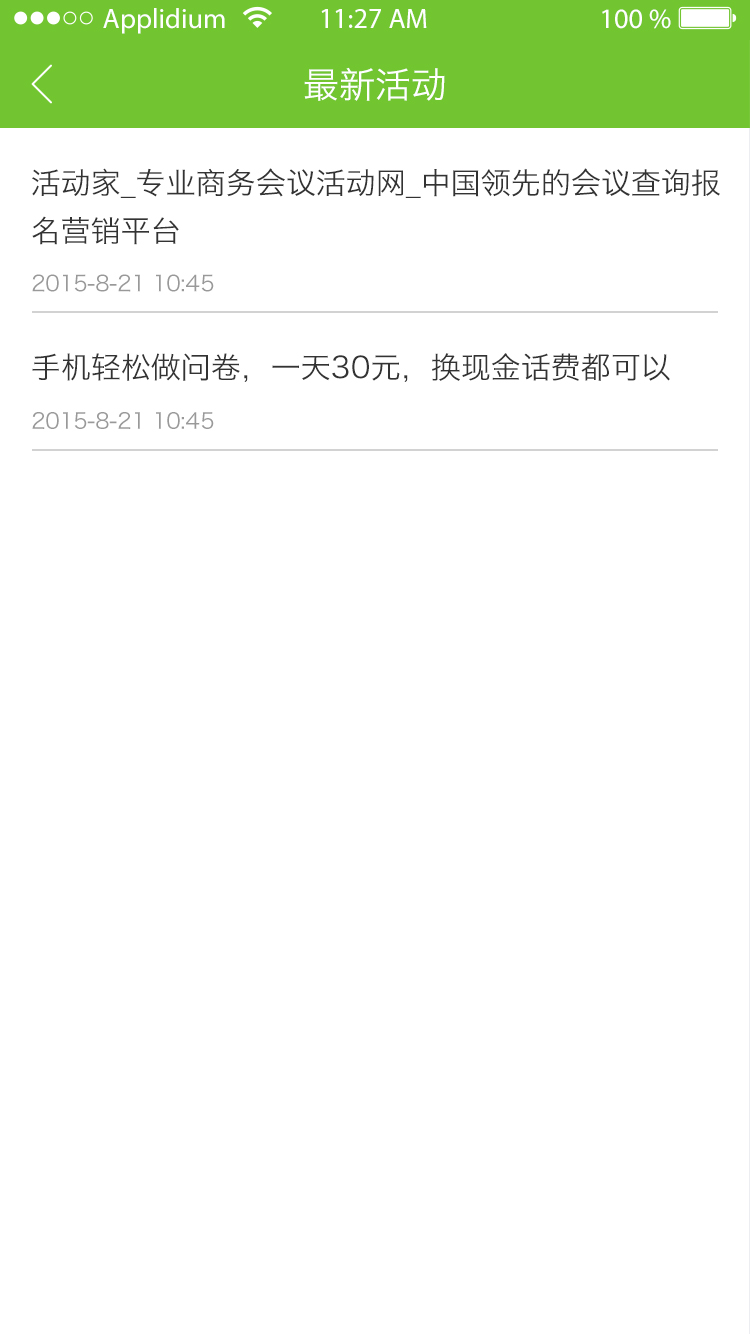 Applidium 11:27 AM 100 %
最新活动
活动家_专业商务会议活动网_中国领先的会议查询报
名营销平台
2015-8-21 10:45
手机轻松做问卷，一天30元，换现金话费都可以
2015-8-21 10:45